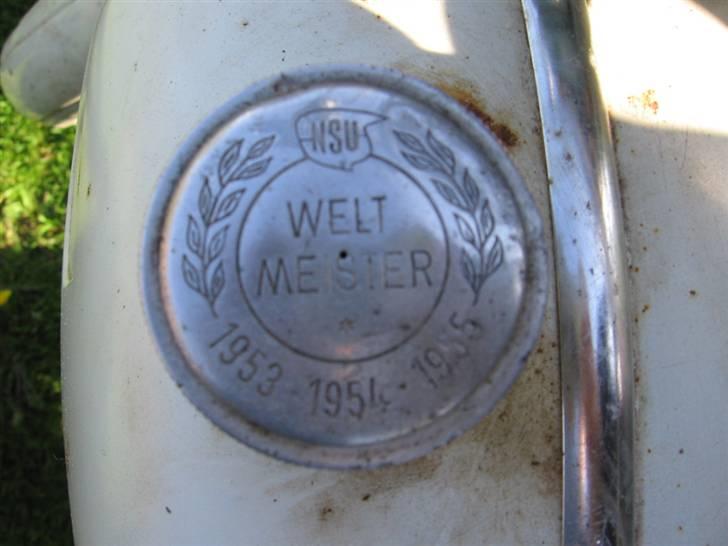 NSU
WELT
MEISTER
1953 · 1954 · 1955